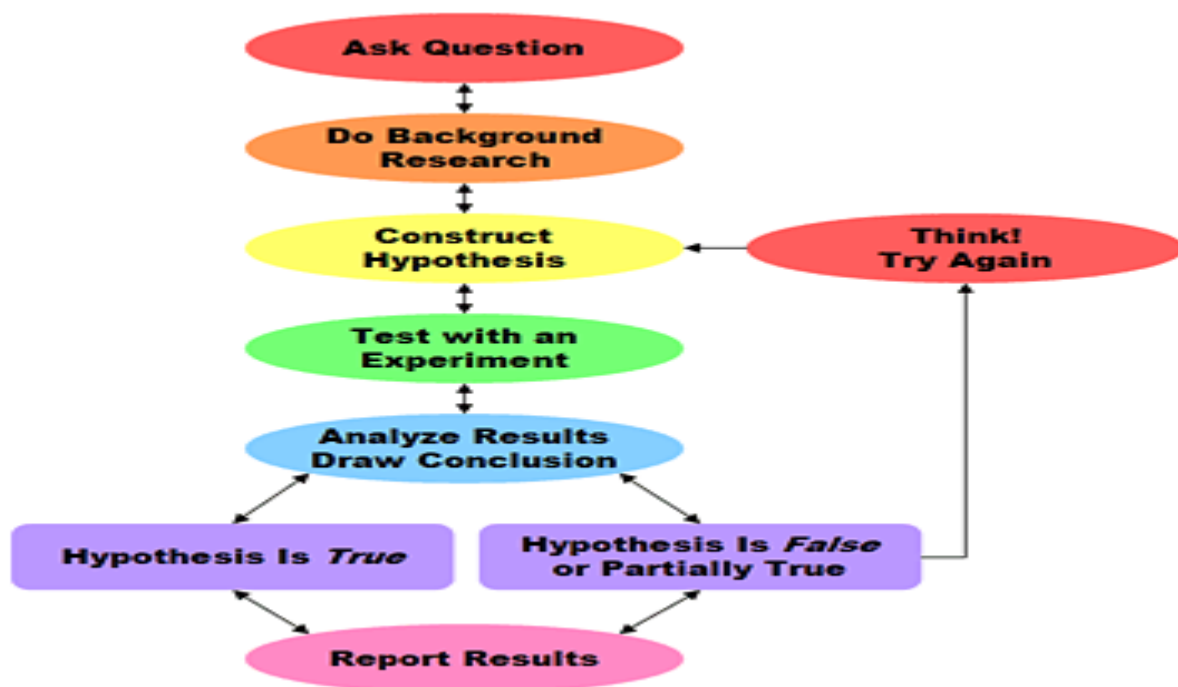 Ask Question
Do Background
Research
Construct
Hypothesis
Think!
Try Again
Test with an
Experiment
Analyze Results
Draw Conclusion
Hypothesis Is True
Hypothesis Is False
or Partially True
Report Results